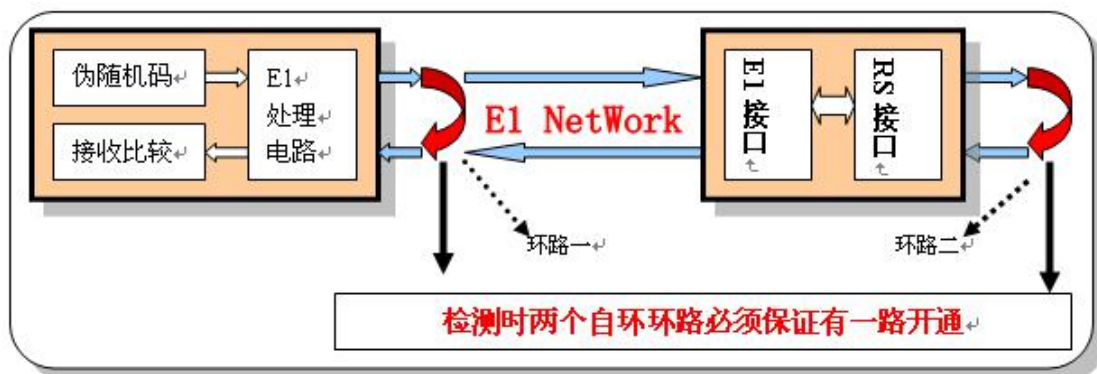 伪随机码
接收比较
E1
处理
电路
E1 NetWork
E1接口
RS接口
环路一
环路二
检测时两个自环环路必须保证有一路开通